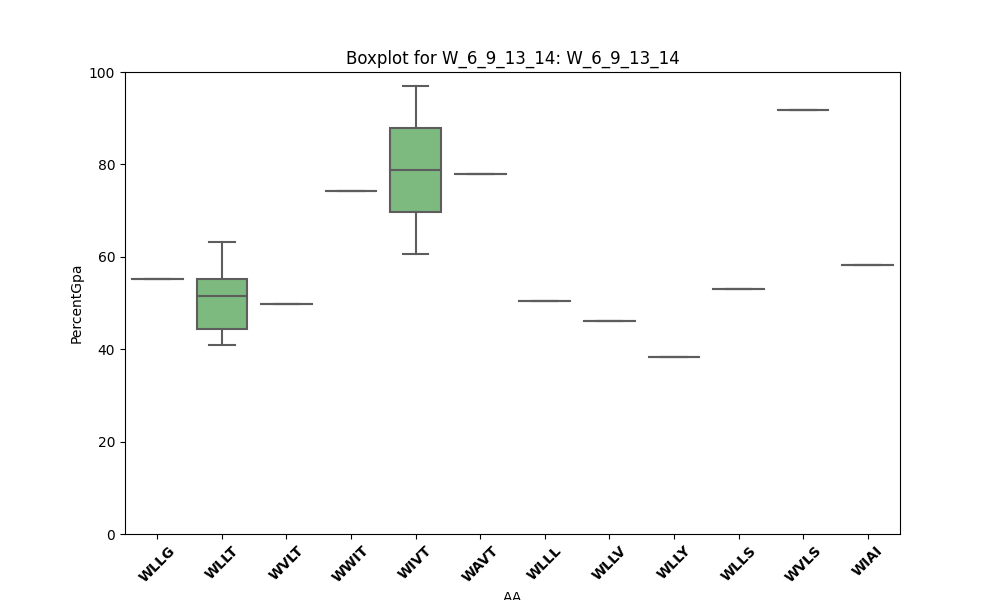 Boxplot for W_6_9_13_14: W_6_9_13_14
100
80
60
40
20
0
PercentGpa
WLLG WLLT WVLT WWIT WIVT WAVT WLLL WLLV WLLY WLLS WVLS WIAI
AA